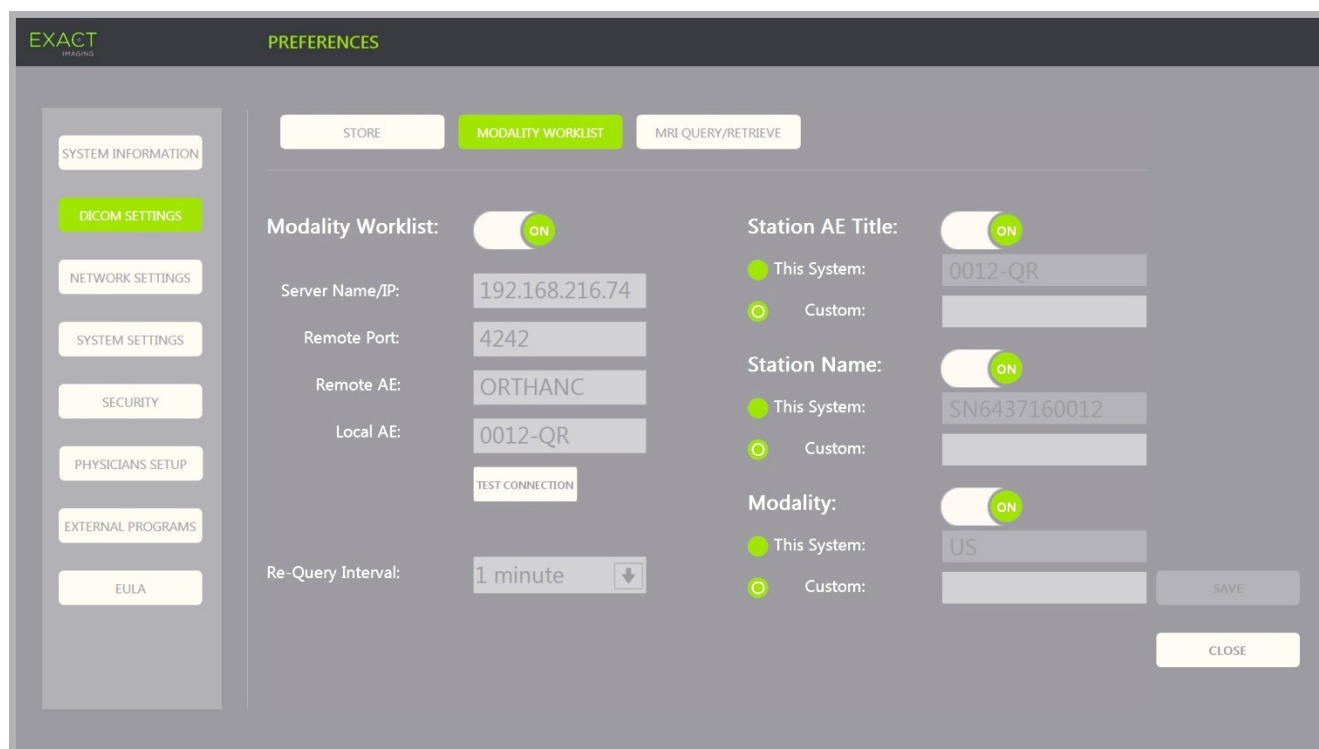 EXACT
IMAGING
PREFERENCES
SYSTEM INFORMATION
DICOM SETTINGS
NETWORK SETTINGS
SYSTEM SETTINGS
SECURITY
PHYSICIANS SETUP
EXTERNAL PROGRAMS
EULA
STORE MODALITY WORKLIST MRI QUERY/RETRIEVE
Modality Worklist: ON
Server Name/IP: 192.168.216.74
Remote Port: 4242
Remote AE: ORTHANC
Local AE: 0012-QR
TEST CONNECTION
Re-Query Interval: 1 minute
Station AE Title: ON
This System: 0012-QR
Custom:
Station Name: ON
This System: SN6437160012
Custom:
Modality: ON
This System: US
Custom:
SAVE
CLOSE